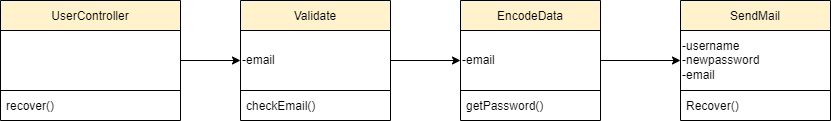 UserController
recover()
Validate
-email
checkEmail()
EncodeData
-email
getPassword()
SendMail
-username
-newpassword
-email
Recover()